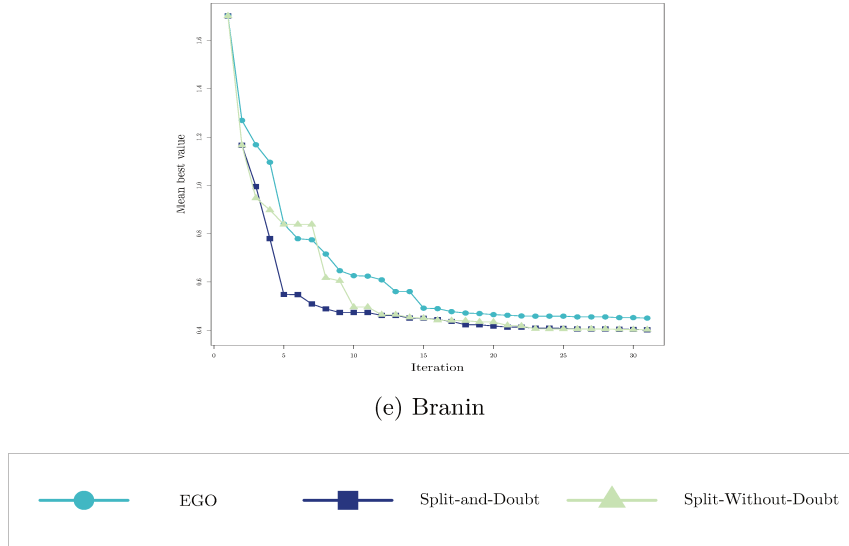 1.6
1.4
1.2
1.0
0.8
0.6
0.4
Mean best value
0 5 10 15 20 25 30
Iteration
(e) Branin
EGO Split-and-Doubt Split-Without-Doubt